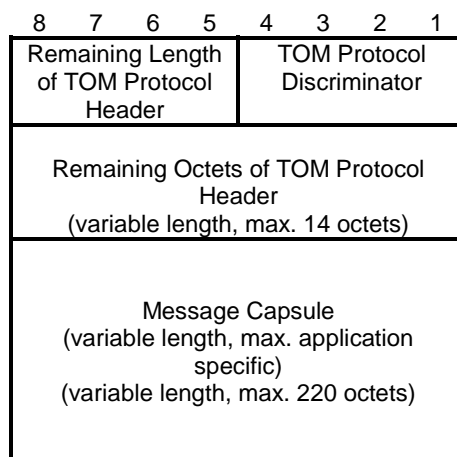 8 7 6 5 4 3 2 1
Remaining Length
of TOM Protocol
Header
TOM Protocol
Discriminator
Remaining Octets of TOM Protocol
Header
(variable length, max. 14 octets)
Message Capsule
(variable length, max. application
specific)
(variable length, max. 220 octets)